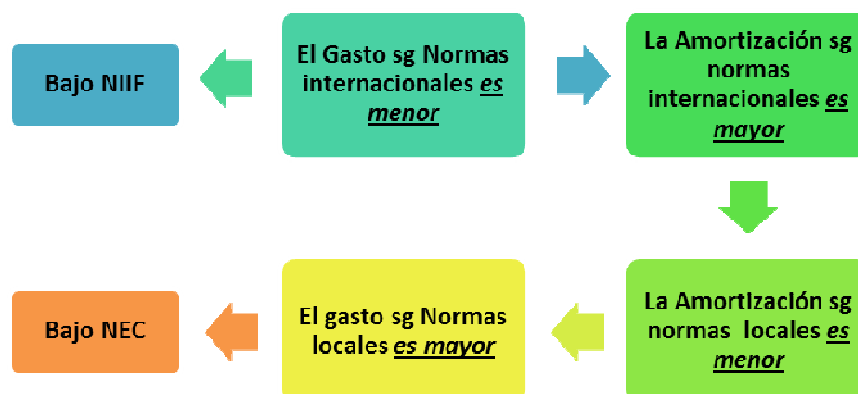 Bajo NIIF
El Gasto sg Normas
internacionales es
menor
La Amortización sg
normas
internacionales es
mayor
Bajo NEC
El gasto sg Normas
locales es mayor
La Amortización sg
normas locales es
menor